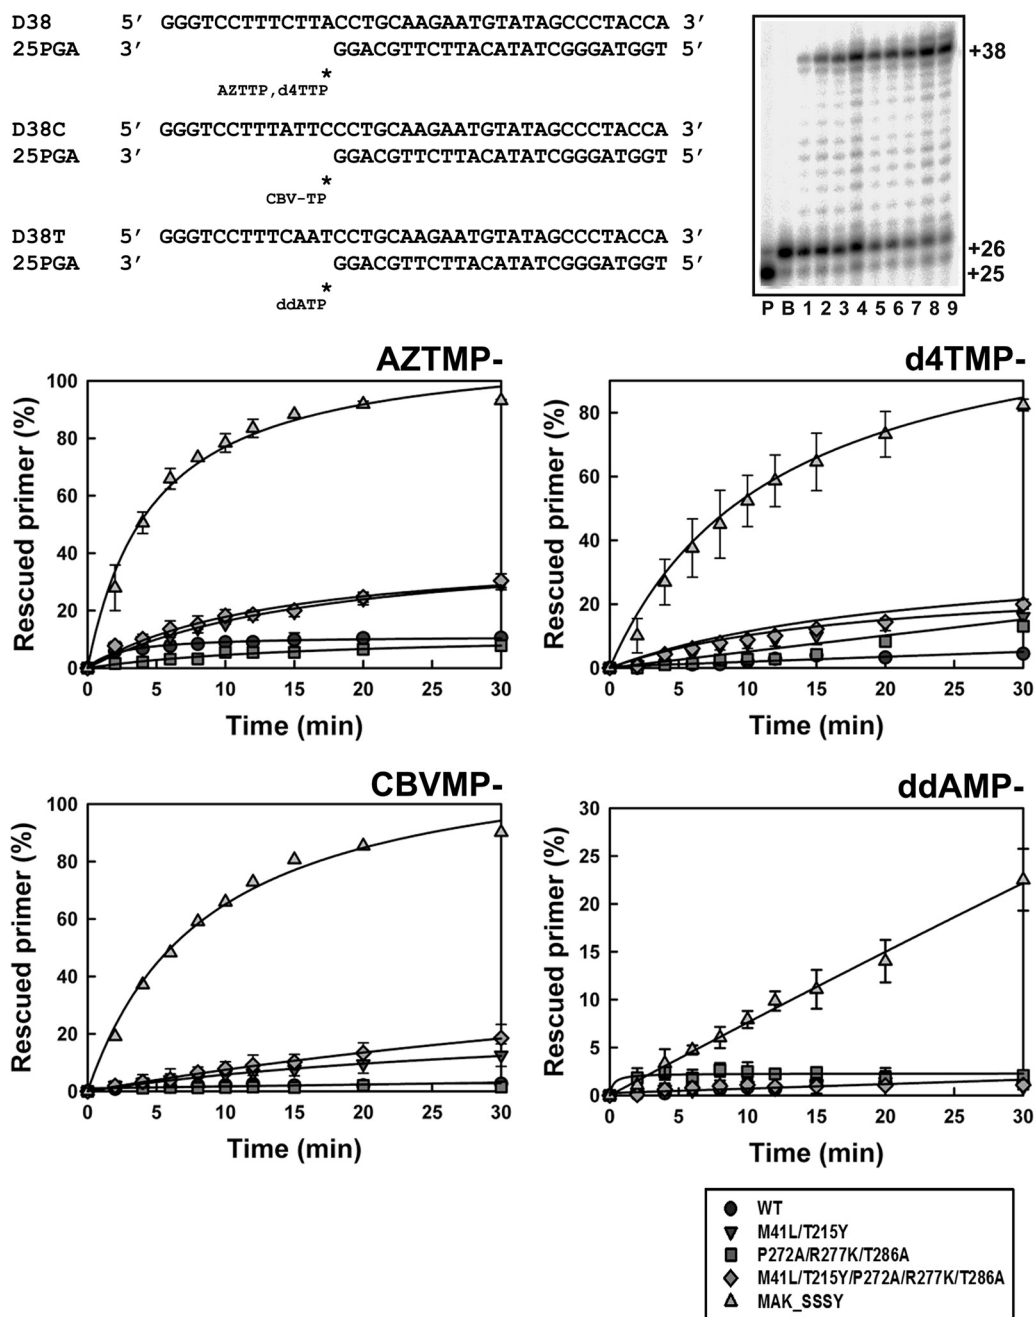 D38 5′ GGGTCCTTTCTTACCTGCAAGAATGTATAGCCCTACCA 3′
25PGA 3′ GGACGTTCTTACATATCGGGATGGT 5′
*
AZTTP,d4TTP
D38C 5′ GGGTCCTTTATTCCCTGCAAGAATGTATAGCCCTACCA 3′
25PGA 3′ GGACGTTCTTACATATCGGGATGGT 5′
*
CBV-TP
D38T 5′ GGGTCCTTTCAATCCTGCAAGAATGTATAGCCCTACCA 3′
25PGA 3′ GGACGTTCTTACATATCGGGATGGT 5′
*
ddATP
+38
+26
+25
P B 1 2 3 4 5 6 7 8 9
AZTMP-
Rescued primer (%)
100
80
60
40
20
0
0 5 10 15 20 25 30
Time (min)
d4TMP-
Rescued primer (%)
80
60
40
20
0
0 5 10 15 20 25 30
Time (min)
CBVMP-
Rescued primer (%)
100
80
60
40
20
0
0 5 10 15 20 25 30
Time (min)
ddAMP-
Rescued primer (%)
30
25
20
15
10
5
0
0 5 10 15 20 25 30
Time (min)
WT
M41L/T215Y
P272A/R277K/T286A
M41L/T215Y/P272A/R277K/T286A
MAK_SSSY